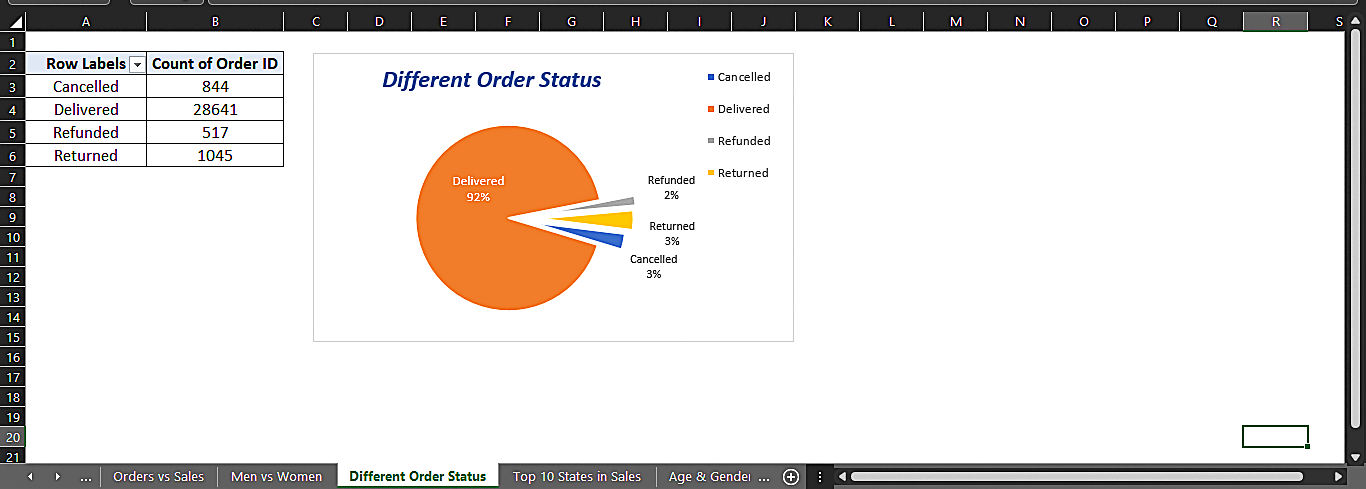 A B C D E F G H I J K L M N O P Q R S
1
2 Row Labels Count of Order ID
3 Cancelled 844
4 Delivered 28641
5 Refunded 517
6 Returned 1045
7
8
9
10
11
12
13
14
15
16
17
18
19
20
21
Different Order Status
Cancelled
Delivered
Refunded
Returned
Delivered
92%
Refunded
2%
Returned
3%
Cancelled
3%
... Orders vs Sales Men vs Women Different Order Status Top 10 States in Sales Age & Gender ...